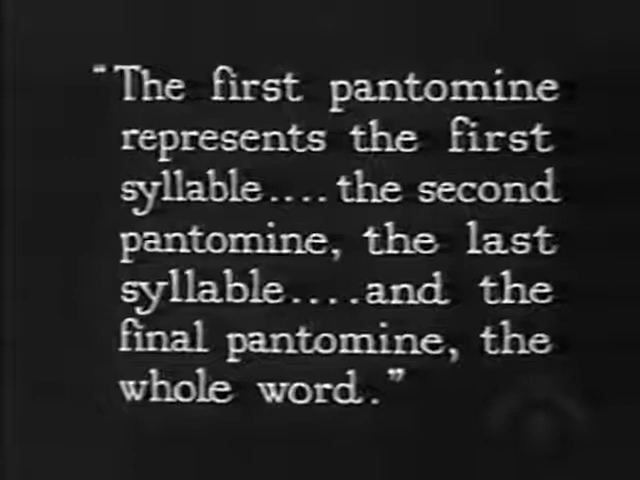 "The first pantomine
represents the first
syllable.... the second
pantomine, the last
syllable....and the
final pantomine, the
whole word."